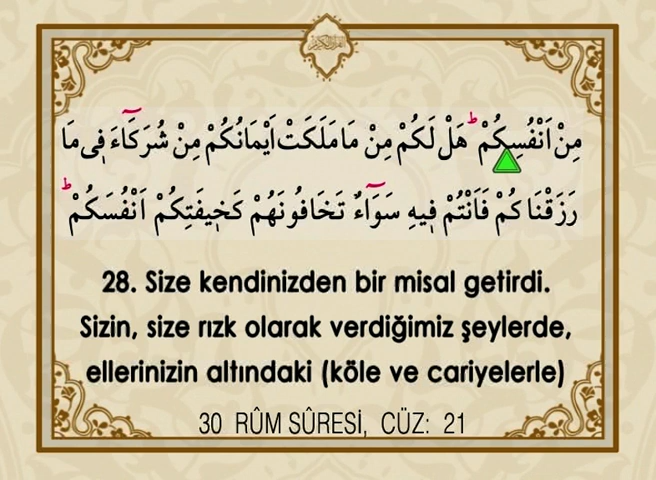 مِنْ اَنْفُسِكُمْ ۜ هَلْ لَكُمْ مِنْ مَا مَلَكَتْ اَيْمَانُكُمْ مِنْ شُرَكَٓاءَ ف۪ى مَا
رَزَقْنَاكُمْ فَاَنْتُمْ ف۪يهِ سَوَٓاءٌ تَخَافُونَهُمْ كَخ۪يفَتِكُمْ اَنْفُسَكُمْ ۜ
28. Size kendinizden bir misal getirdi.
Sizin, size rızk olarak verdiğimiz şeylerde,
ellerinizin altındaki (köle ve cariyelerle)
30 RÛM SÛRESİ, CÜZ: 21